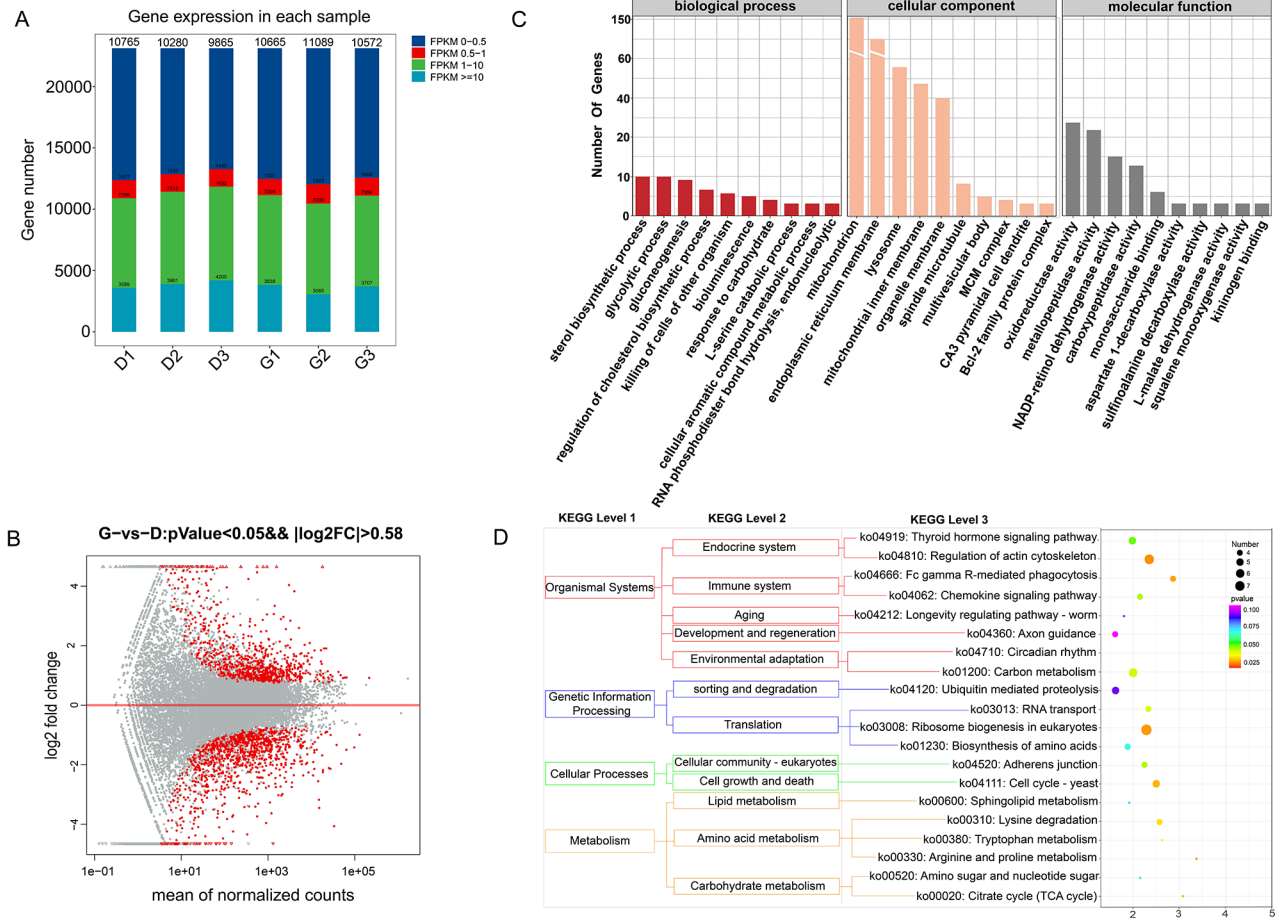 A
Gene expression in each sample
10765 10280 9865 10665 11089 10572
FPKM 0−0.5
FPKM 0.5−1
FPKM 1−10
FPKM >=10
Gene number
20000
15000
10000
5000
0
3589 3901 4200 3838 3085 3707
D1 D2 D3 G1 G2 G3
B
G−vs−D:pValue<0.05&& |log2FC|>0.58
log2 fold change
4
2
0
−2
−4
1e−01 1e+01 1e+03 1e+05
mean of normalized counts
C
biological process cellular component molecular function
Number Of Genes
150
60
40
20
10
0
sterol biosynthetic process
glycolytic process
gluconeogenesis
regulation of cholesterol biosynthetic process
killing of cells of other organism
bioluminescence
response to carbohydrate
L-serine catabolic process
cellular aromatic compound metabolic process
RNA phosphodiester bond hydrolysis, endonucleolytic
mitochondrion
endoplasmic reticulum membrane
lysosome
mitochondrial inner membrane
organelle membrane
spindle microtubule
multivesicular body
MCM complex
CA3 pyramidal cell dendrite
Bcl-2 family protein complex
oxidoreductase activity
metallopeptidase activity
NADP-retinol dehydrogenase activity
carboxypeptidase activity
monosaccharide binding
aspartate 1-decarboxylase activity
sulfinoalanine decarboxylase activity
L-malate dehydrogenase activity
squalene monooxygenase activity
kininogen binding
D
KEGG Level 1 KEGG Level 2 KEGG Level 3
Organismal Systems
Genetic Information
Processing
Cellular Processes
Metabolism
Endocrine system
Immune system
Aging
Development and regeneration
Environmental adaptation
sorting and degradation
Translation
Cellular community - eukaryotes
Cell growth and death
Lipid metabolism
Amino acid metabolism
Carbohydrate metabolism
ko04919: Thyroid hormone signaling pathway
ko04810: Regulation of actin cytoskeleton
ko04666: Fc gamma R-mediated phagocytosis
ko04062: Chemokine signaling pathway
ko04212: Longevity regulating pathway - worm
ko04360: Axon guidance
ko04710: Circadian rhythm
ko01200: Carbon metabolism
ko04120: Ubiquitin mediated proteolysis
ko03013: RNA transport
ko03008: Ribosome biogenesis in eukaryotes
ko01230: Biosynthesis of amino acids
ko04520: Adherens junction
ko04111: Cell cycle - yeast
ko00600: Sphingolipid metabolism
ko00310: Lysine degradation
ko00380: Tryptophan metabolism
ko00330: Arginine and proline metabolism
ko00520: Amino sugar and nucleotide sugar
ko00020: Citrate cycle (TCA cycle)
Number
4
5
6
7
pvalue
0.100
0.075
0.050
0.025
2 3 4 5